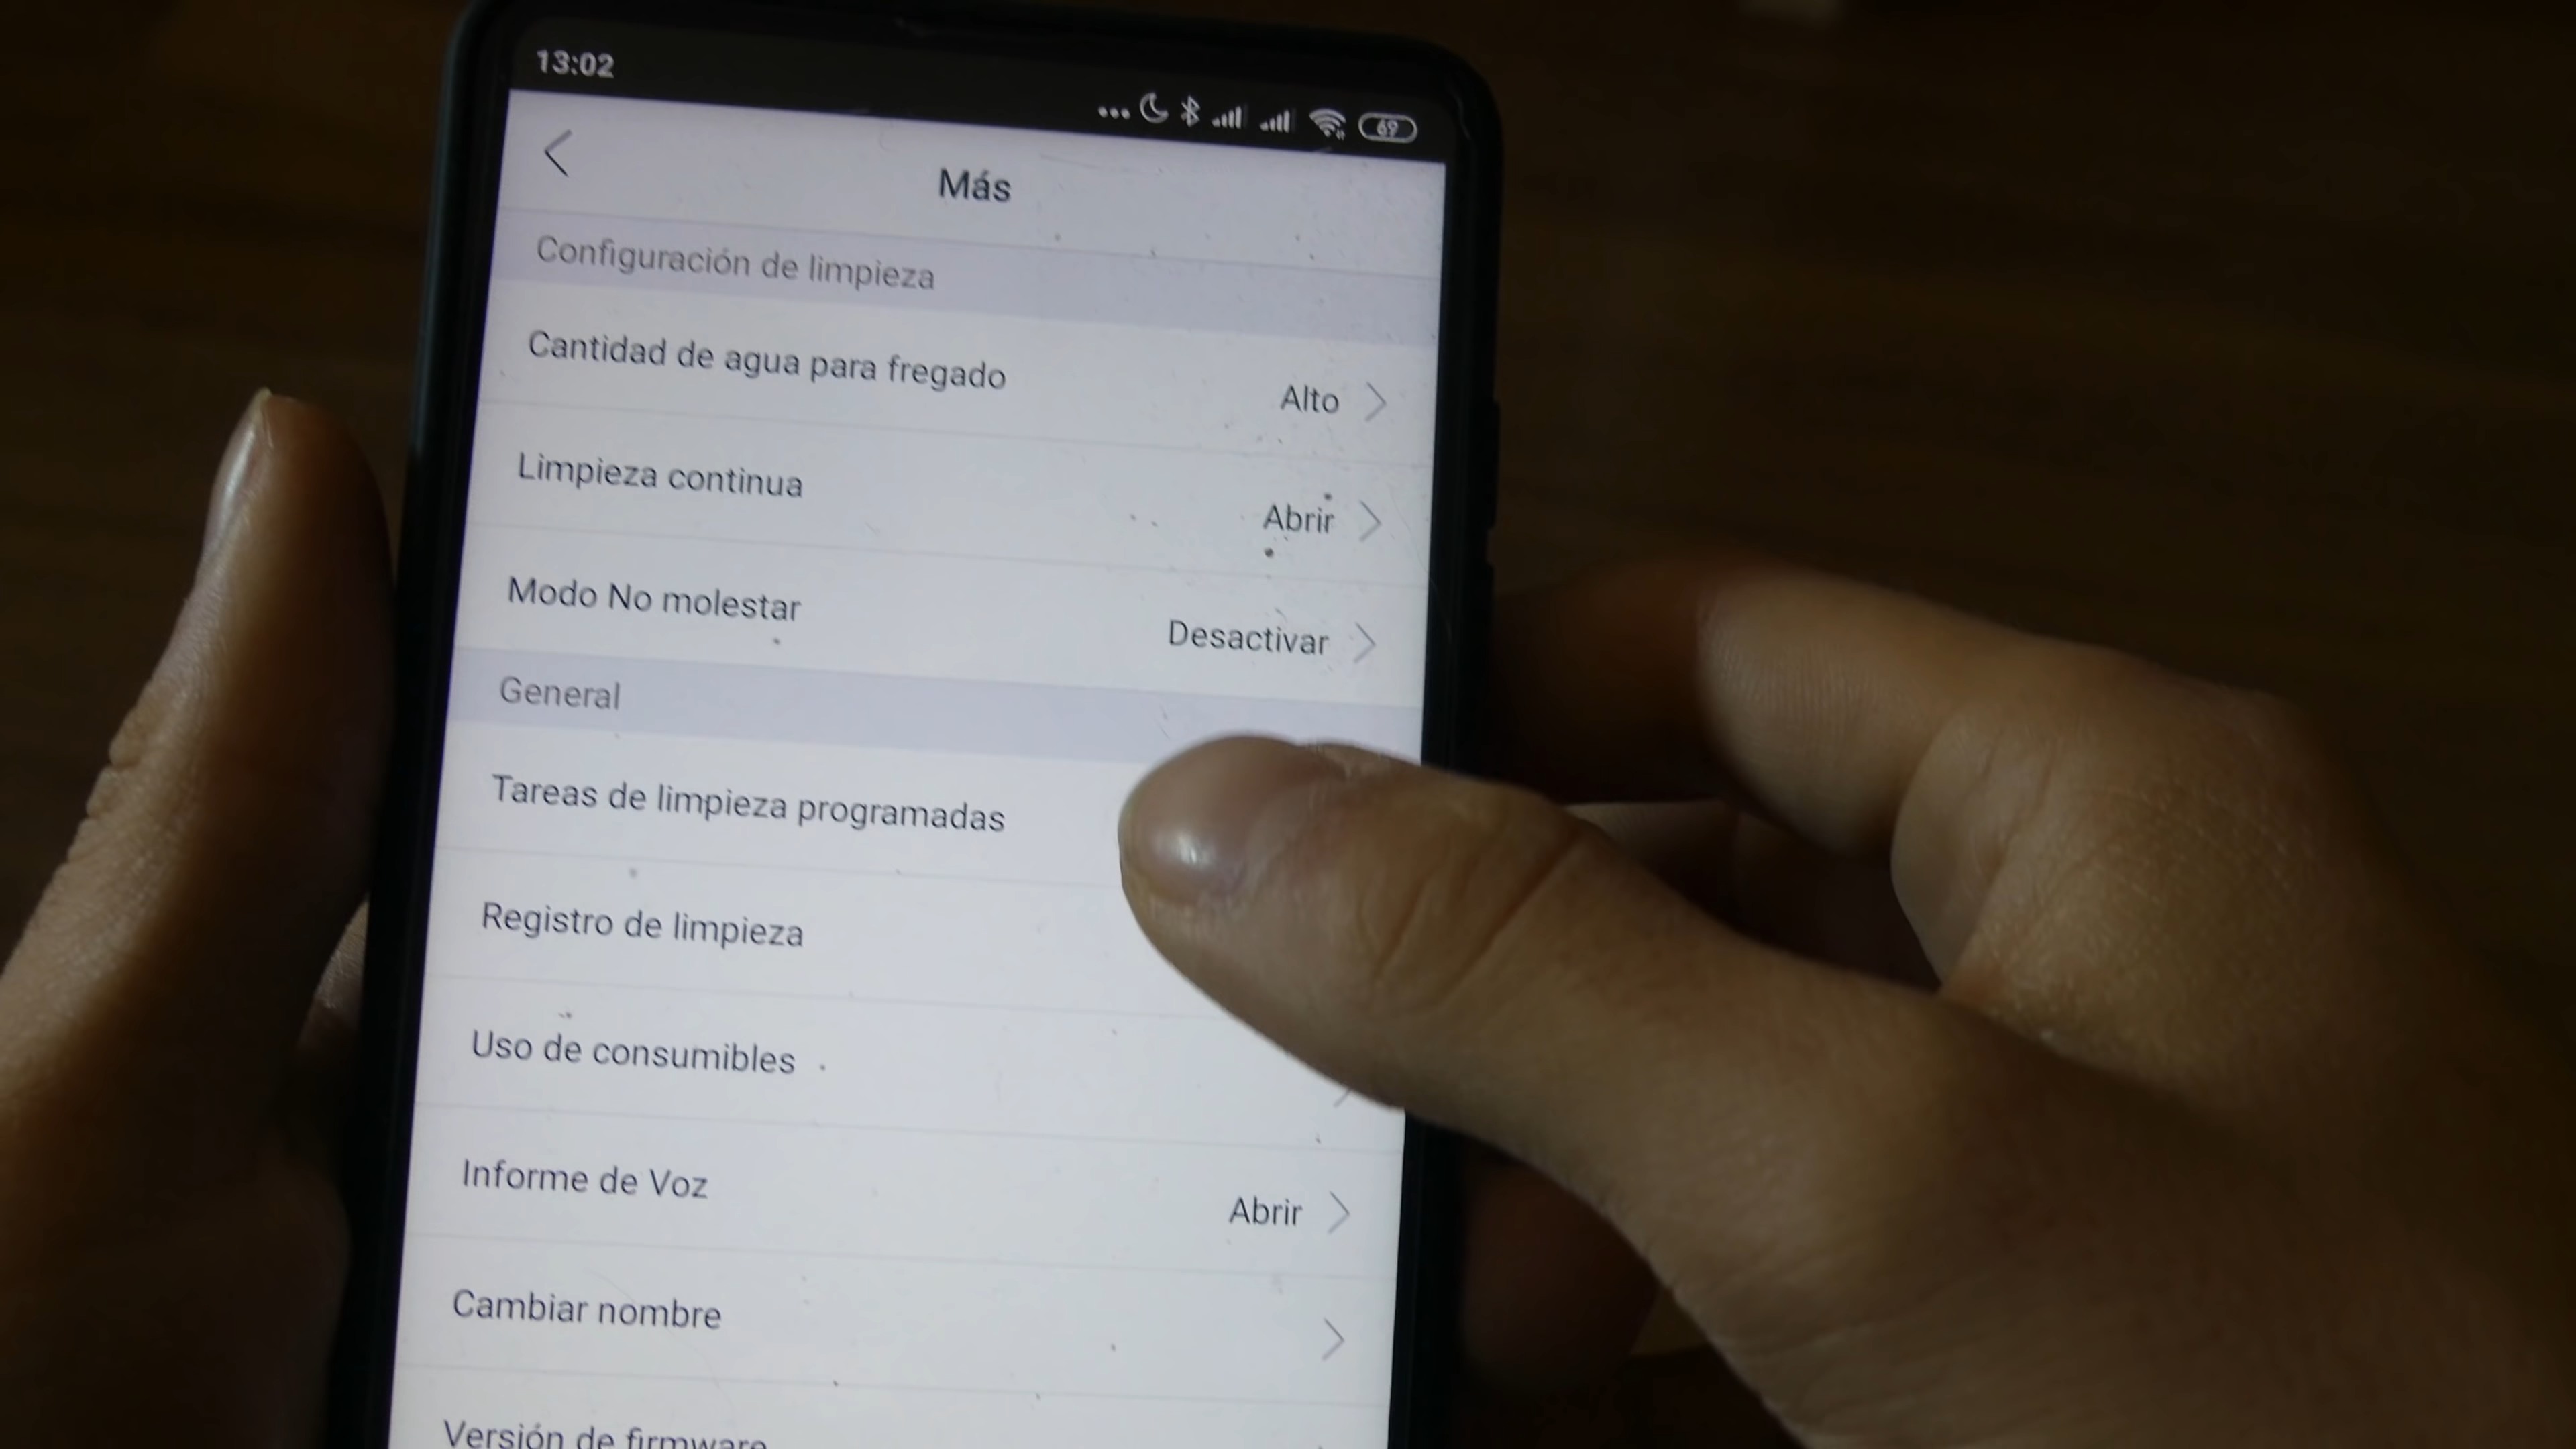 13:02
69
Más
Configuración de limpieza
Cantidad de agua para fregado
Alto
Limpieza continua
Abrir
Modo No molestar
Desactivar
General
Tareas de limpieza programadas
Registro de limpieza
Uso de consumibles
Informe de Voz
Abrir
Cambiar nombre
Versión de firmware